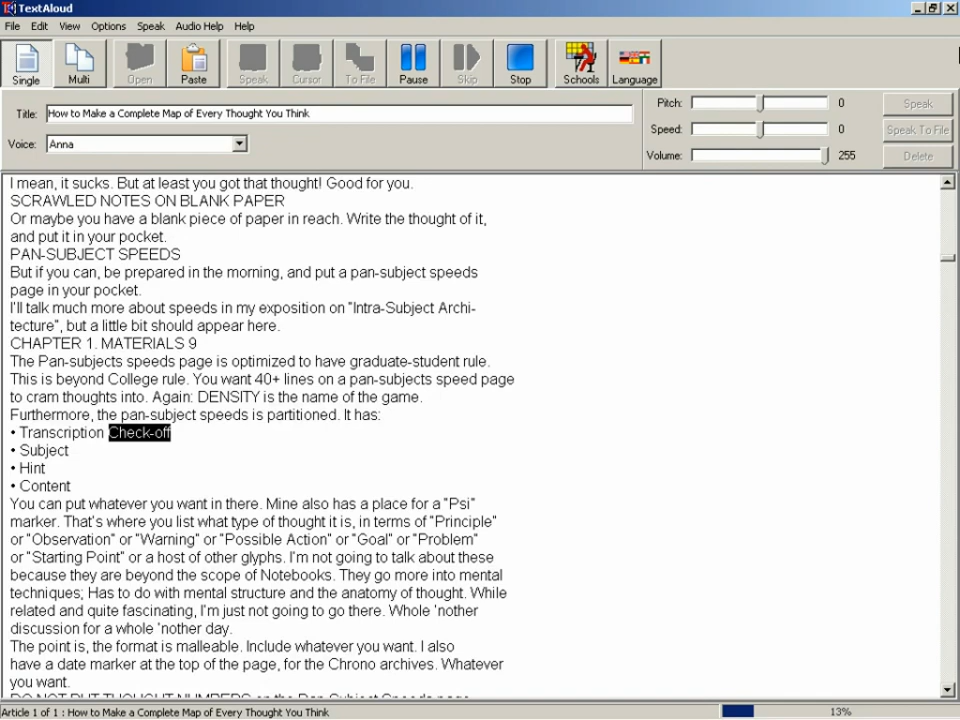 TextAloud
File Edit View Options Speak Audio Help Help
Single Multi Open Paste Speak Cursor To File Pause Skip Stop Schools Language
Title: How to Make a Complete Map of Every Thought You Think
Voice: Anna
Pitch: 0 Speak
Speed: 0 Speak To File
Volume: 255 Delete
I mean, it sucks. But at least you got that thought! Good for you.
SCRAWLED NOTES ON BLANK PAPER
Or maybe you have a blank piece of paper in reach. Write the thought of it,
and put it in your pocket.
PAN-SUBJECT SPEEDS
But if you can, be prepared in the morning, and put a pan-subject speeds
page in your pocket.
I'll talk much more about speeds in my exposition on "Intra-Subject Archi-
tecture", but a little bit should appear here.
CHAPTER 1. MATERIALS 9
The Pan-subjects speeds page is optimized to have graduate-student rule.
This is beyond College rule. You want 40+ lines on a pan-subjects speed page
to cram thoughts into. Again: DENSITY is the name of the game.
Furthermore, the pan-subject speeds is partitioned. It has:
• Transcription Check-off
• Subject
• Hint
• Content
You can put whatever you want in there. Mine also has a place for a "Psi"
marker. That's where you list what type of thought it is, in terms of "Principle"
or "Observation" or "Warning" or "Possible Action" or "Goal" or "Problem"
or "Starting Point" or a host of other glyphs. I'm not going to talk about these
because they are beyond the scope of Notebooks. They go more into mental
techniques; Has to do with mental structure and the anatomy of thought. While
related and quite fascinating, I'm just not going to go there. Whole 'nother
discussion for a whole 'nother day.
The point is, the format is malleable. Include whatever you want. I also
have a date marker at the top of the page, for the Chrono archives. Whatever
you want.
DO NOT PUT THOUGHT NUMBERS on the Pan-Subject Speeds page
Article 1 of 1 : How to Make a Complete Map of Every Thought You Think 13%